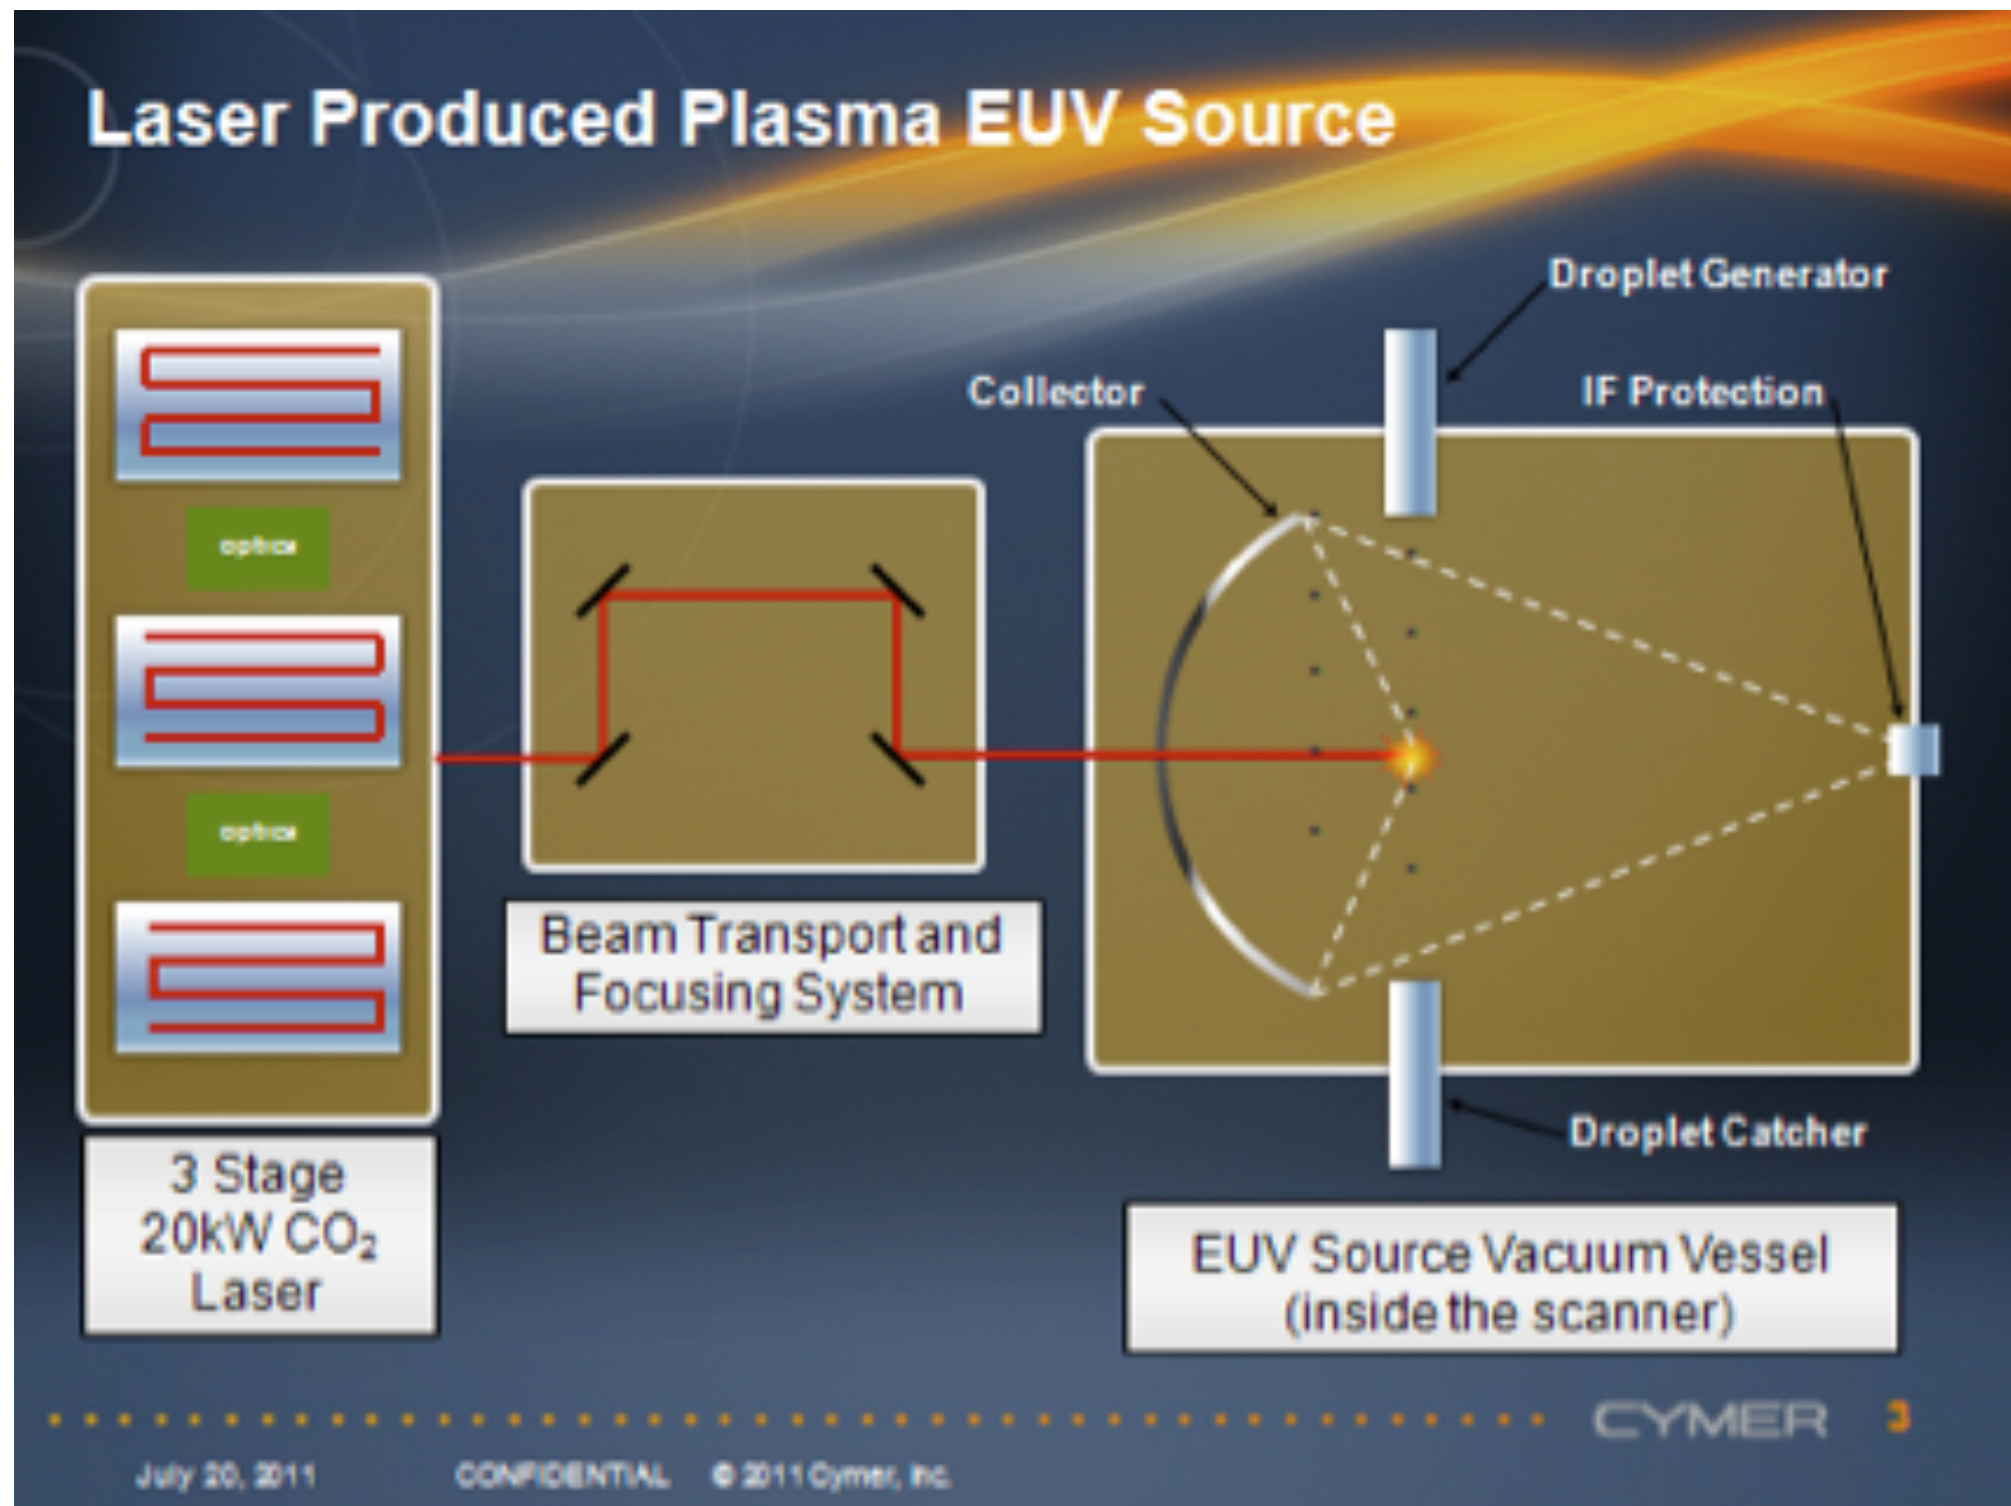 Laser Produced Plasma EUV Source
Droplet Generator
Collector
IF Protection
optics
optics
Beam Transport and
Focusing System
Droplet Catcher
3 Stage
20kW CO₂
Laser
EUV Source Vacuum Vessel
(inside the scanner)
CYMER 3
July 20, 2011 CONFIDENTIAL © 2011 Cymer, Inc.